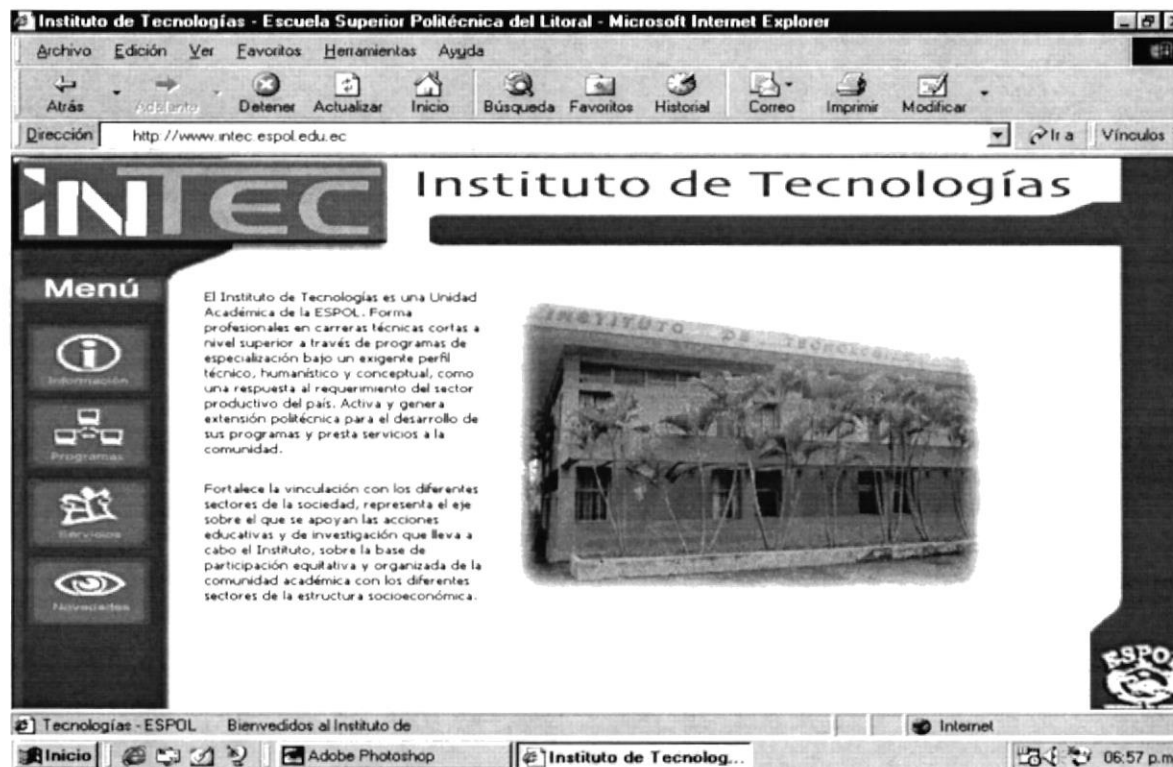 Instituto de Tecnologías - Escuela Superior Politécnica del Litoral - Microsoft Internet Explorer
Archivo Edición Ver Favoritos Herramientas Ayuda
Atrás Adelante Detener Actualizar Inicio Búsqueda Favoritos Historial Correo Imprimir Modificar
Dirección http://www.intec.espol.edu.ec Ir a Vínculos
INTEC Instituto de Tecnologías
Menú
Información
Programas
Servicios
Novedades
El Instituto de Tecnologías es una Unidad
Académica de la ESPOL. Forma
profesionales en carreras técnicas cortas a
nivel superior a través de programas de
especialización bajo un exigente perfil
técnico, humanístico y conceptual, como
una respuesta al requerimiento del sector
productivo del país. Activa y genera
extensión politécnica para el desarrollo de
sus programas y presta servicios a la
comunidad.
Fortalece la vinculación con los diferentes
sectores de la sociedad, representa el eje
sobre el que se apoyan las acciones
educativas y de investigación que lleva a
cabo el Instituto, sobre la base de
participación equitativa y organizada de la
comunidad académica con los diferentes
sectores de la estructura socioeconómica.
INSTITUTO DE TECNOLOGIAS
ESPOL
Tecnologías - ESPOL Bienvedidos al Instituto de Internet
Inicio Adobe Photoshop Instituto de Tecnolog... 06:57 p.m.